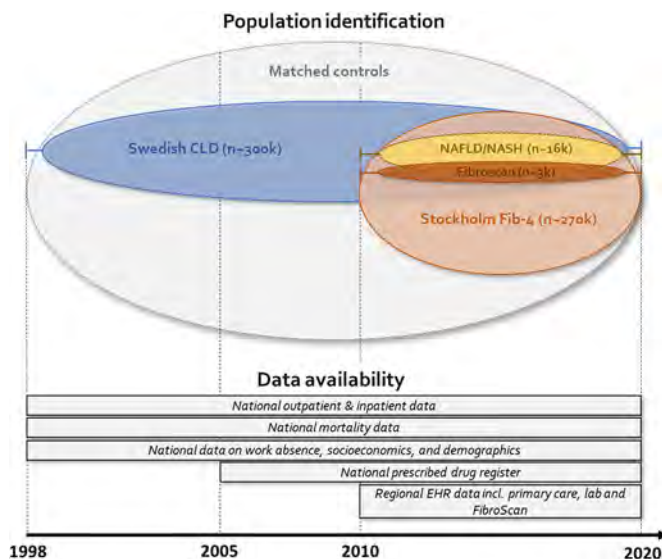 Population identification
Matched controls
Swedish CLD (n~300k)
NAFLD/NASH (n~16k)
Fibroscan (n~3k)
Stockholm Fib-4 (n~270k)
Data availability
National outpatient & inpatient data
National mortality data
National data on work absence, socioeconomics, and demographics
National prescribed drug register
Regional EHR data incl. primary care, lab and
FibroScan
1998
2005
2010
2020